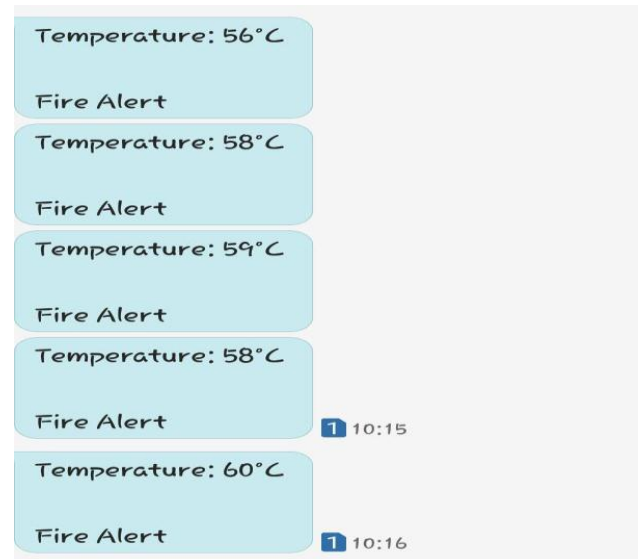 Temperature: 56°C
Fire Alert
Temperature: 58°C
Fire Alert
Temperature: 59°C
Fire Alert
Temperature: 58°C
Fire Alert
1 10:15
Temperature: 60°C
Fire Alert
1 10:16